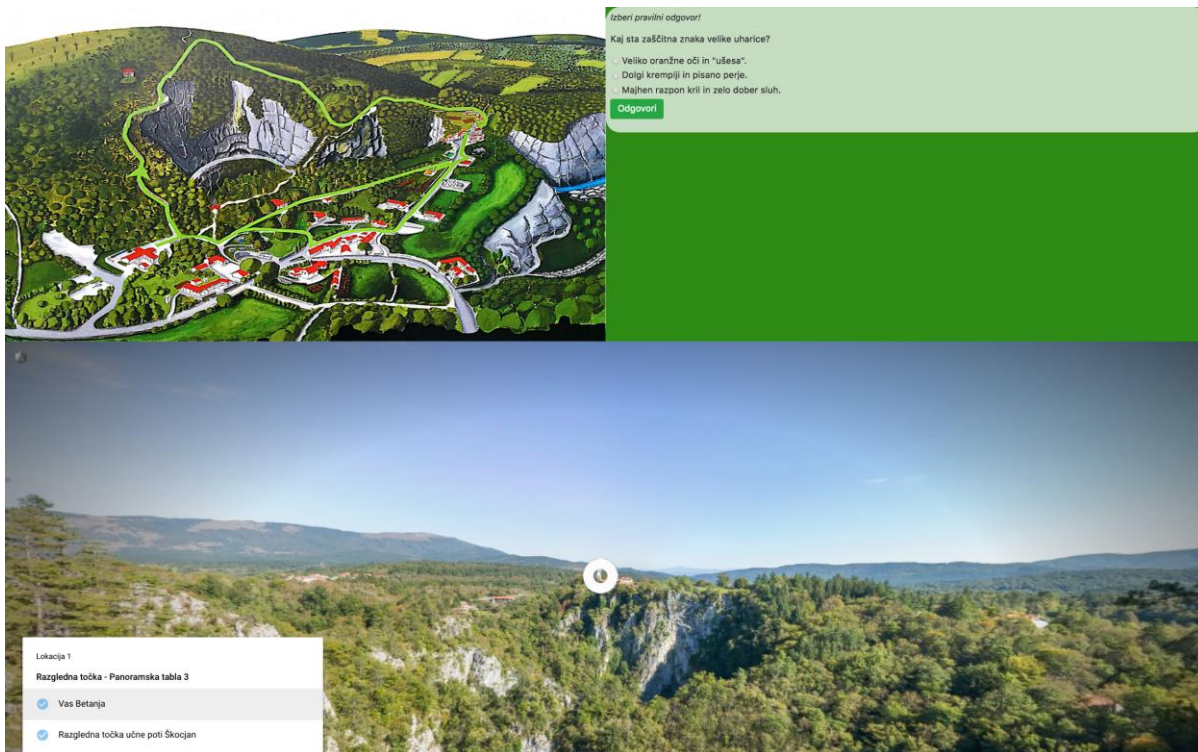 Izberi pravilni odgovor!
Kaj sta zaščitna znaka velike uharice?
Veliko oranžne oči in "ušesa".
Dolgi kremplji in pisano perje.
Majhen razpon kril in zelo dober sluh.
Odgovori
Lokacija 1
Razgledna točka - Panoramska tabla 3
Vas Betanja
Razgledna točka učne poti Škocjan